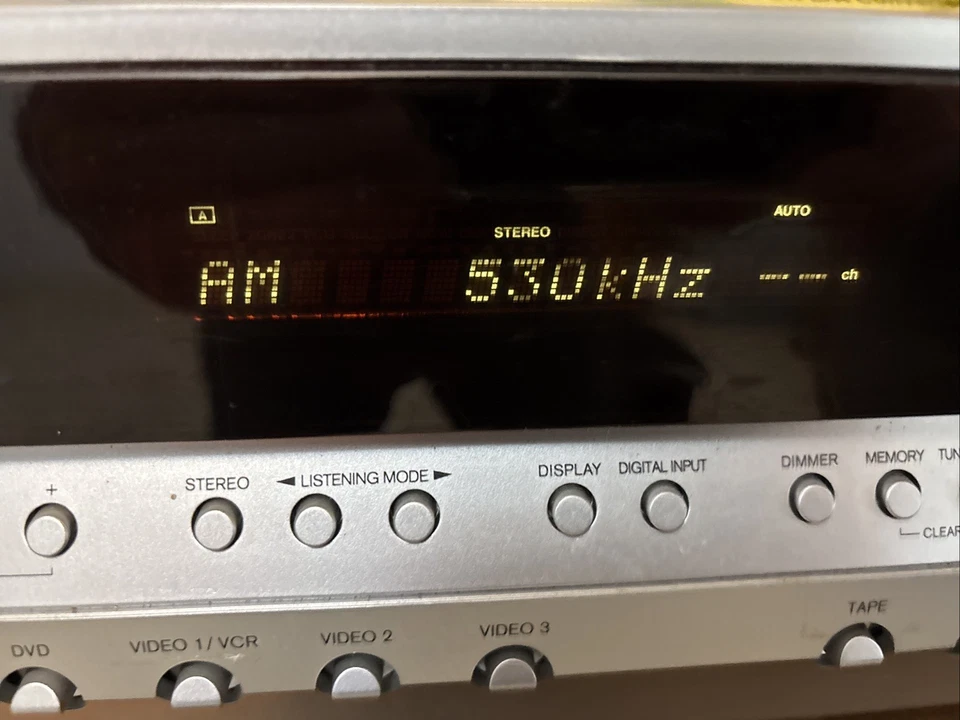 A
AUTO
STEREO
AM 530kHz -- -- ch
+
STEREO
◄ LISTENING MODE ►
DISPLAY
DIGITAL INPUT
DIMMER
MEMORY
TUN
CLEAR
DVD
VIDEO 1 / VCR
VIDEO 2
VIDEO 3
TAPE